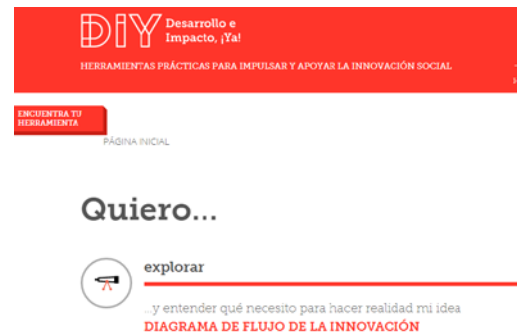 DIY Desarrollo e
Impacto, ¡Ya!
HERRAMIENTAS PRÁCTICAS PARA IMPULSAR Y APOYAR LA INNOVACIÓN SOCIAL
ENCUENTRA TU
HERRAMIENTA
PÁGINA INICIAL
Quiero...
explorar
...y entender qué necesito para hacer realidad mi idea
DIAGRAMA DE FLUJO DE LA INNOVACIÓN